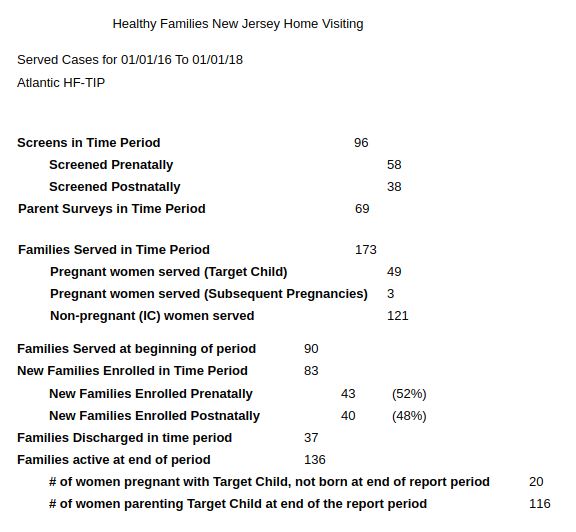 Healthy Families New Jersey Home Visiting
Served Cases for 01/01/16 To 01/01/18
Atlantic HF-TIP
Screens in Time Period 96
Screened Prenatally 58
Screened Postnatally 38
Parent Surveys in Time Period 69
Families Served in Time Period 173
Pregnant women served (Target Child) 49
Pregnant women served (Subsequent Pregnancies) 3
Non-pregnant (IC) women served 121
Families Served at beginning of period 90
New Families Enrolled in Time Period 83
New Families Enrolled Prenatally 43 (52%)
New Families Enrolled Postnatally 40 (48%)
Families Discharged in time period 37
Families active at end of period 136
# of women pregnant with Target Child, not born at end of report period 20
# of women parenting Target Child at end of the report period 116